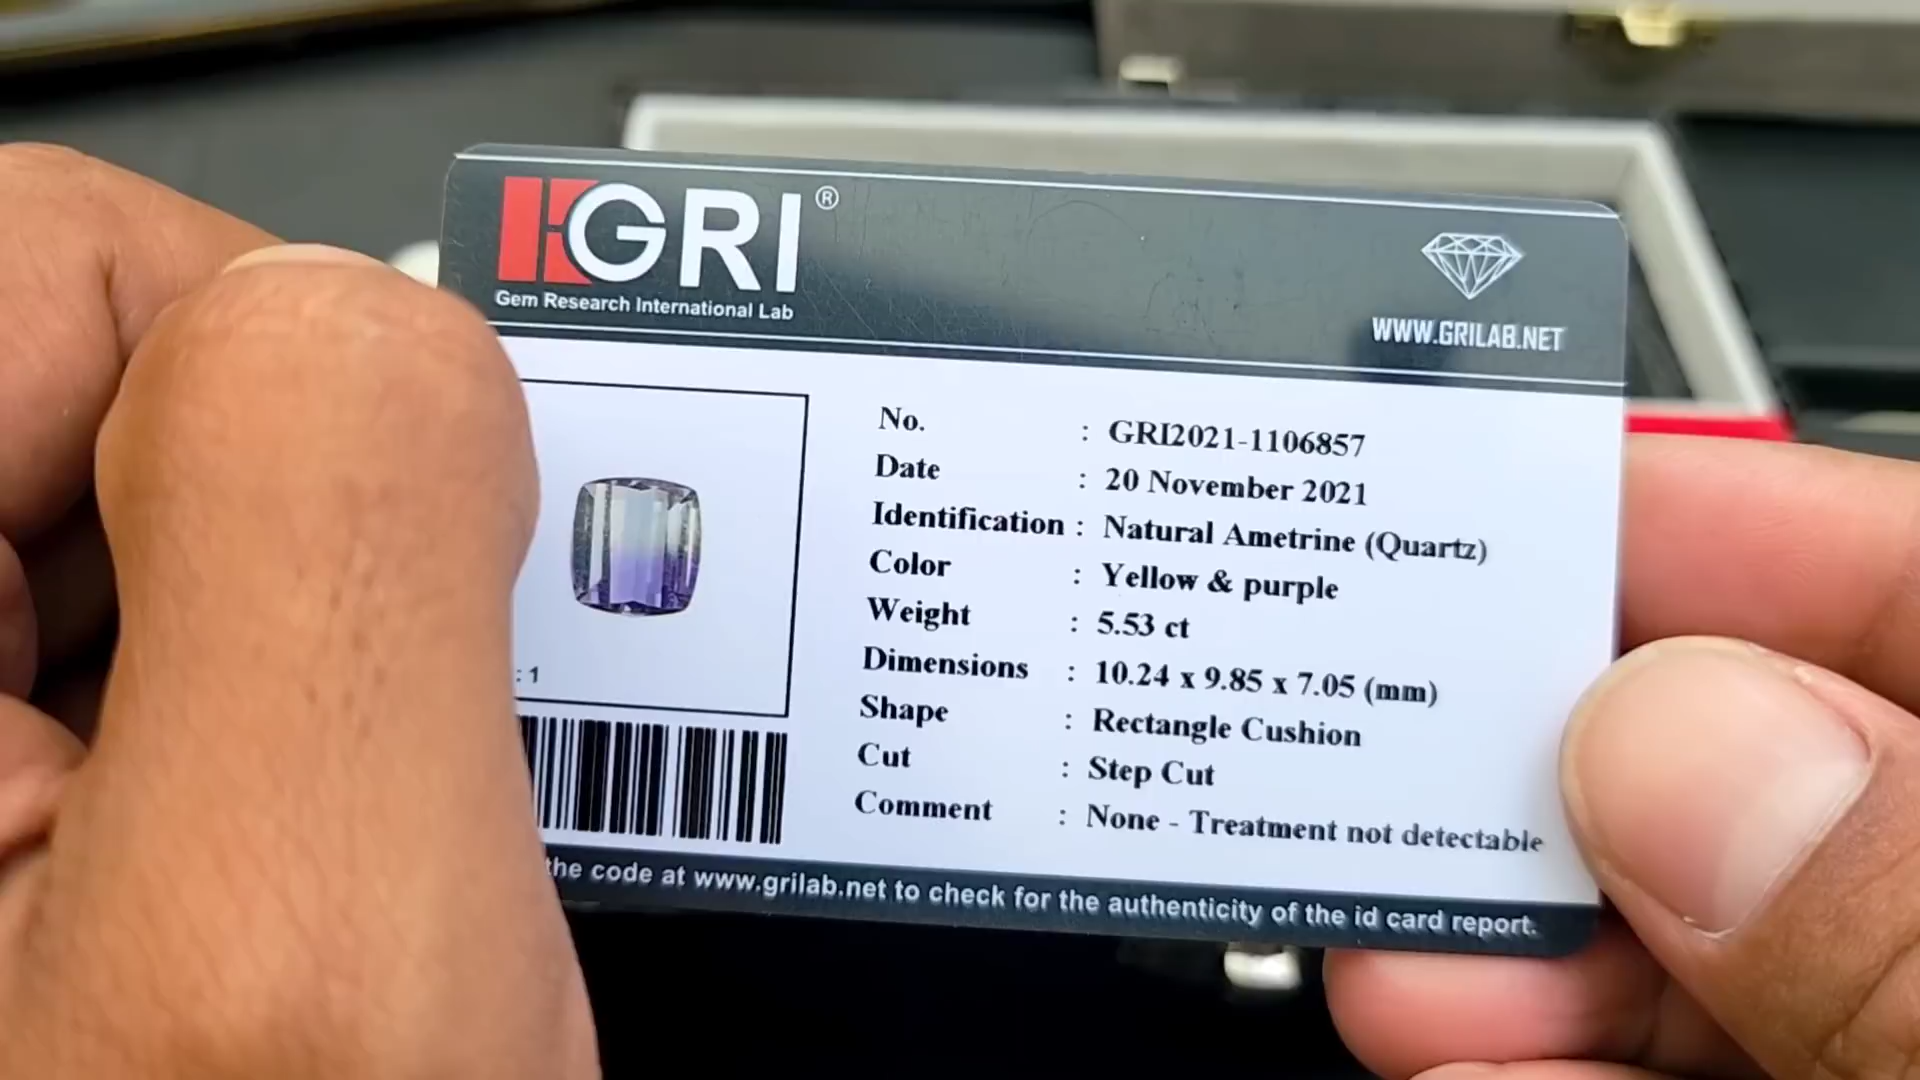 GRI®
Gem Research International Lab
WWW.GRILAB.NET
No. : GRI2021-1106857
Date : 20 November 2021
Identification : Natural Ametrine (Quartz)
Color : Yellow & purple
Weight : 5.53 ct
Dimensions : 10.24 x 9.85 x 7.05 (mm)
Shape : Rectangle Cushion
Cut : Step Cut
Comment : None - Treatment not detectable
: 1
the code at www.grilab.net to check for the authenticity of the id card report.